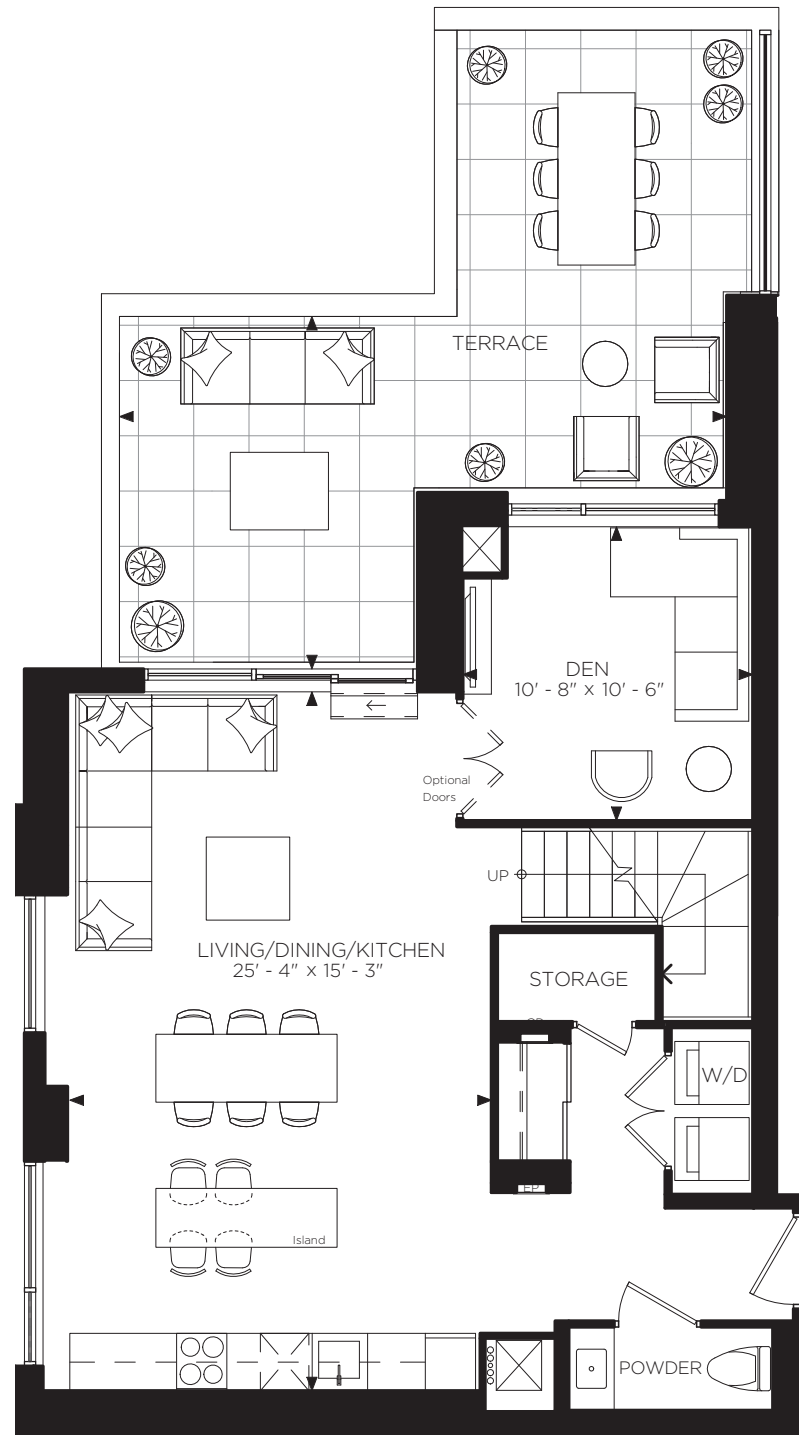 TERRACE
DEN
10' - 8" x 10' - 6"
Optional
Doors
UP
LIVING/DINING/KITCHEN
25' - 4" x 15' - 3"
STORAGE
W/D
EP
Island
POWDER